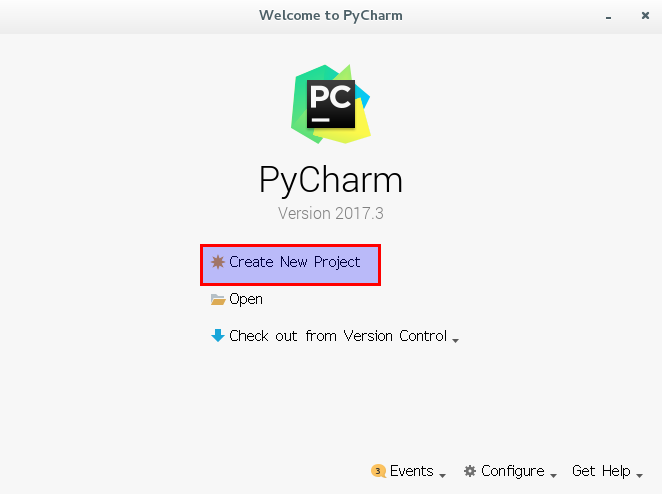 Welcome to PyCharm
PC
PyCharm
Version 2017.3
Create New Project
Open
Check out from Version Control
3 Events Configure Get Help